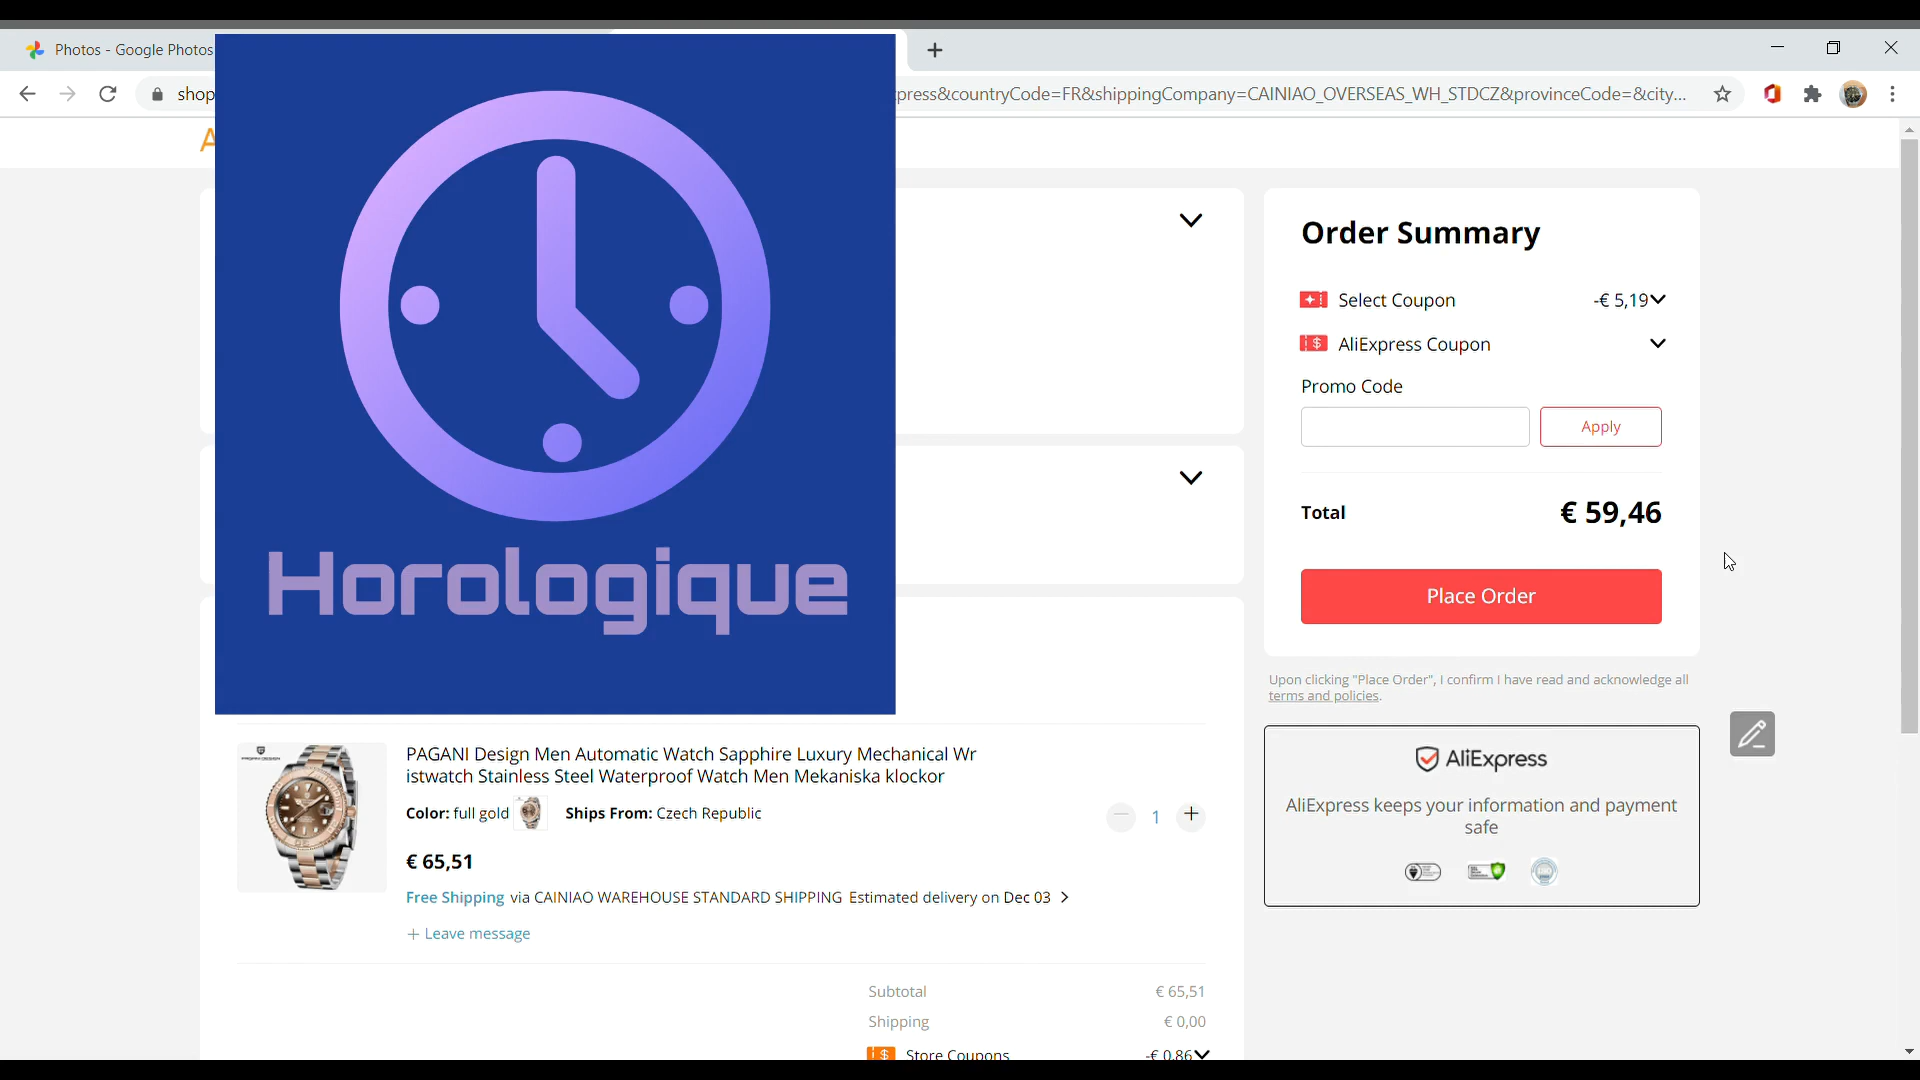 Photos - Google Photos
shop
press&countryCode=FR&shippingCompany=CAINIAO_OVERSEAS_WH_STDCZ&provinceCode=&city...
A
Horologique
PAGANI Design Men Automatic Watch Sapphire Luxury Mechanical Wr
istwatch Stainless Steel Waterproof Watch Men Mekaniska klockor
Color: full gold Ships From: Czech Republic
1
€ 65,51
Free Shipping via CAINIAO WAREHOUSE STANDARD SHIPPING Estimated delivery on Dec 03
+ Leave message
Subtotal € 65,51
Shipping € 0,00
Store Coupons -€ 0,86
Order Summary
Select Coupon -€ 5,19
AliExpress Coupon
Promo Code
Apply
Total € 59,46
Place Order
Upon clicking "Place Order", I confirm I have read and acknowledge all
terms and policies.
AliExpress
AliExpress keeps your information and payment
safe